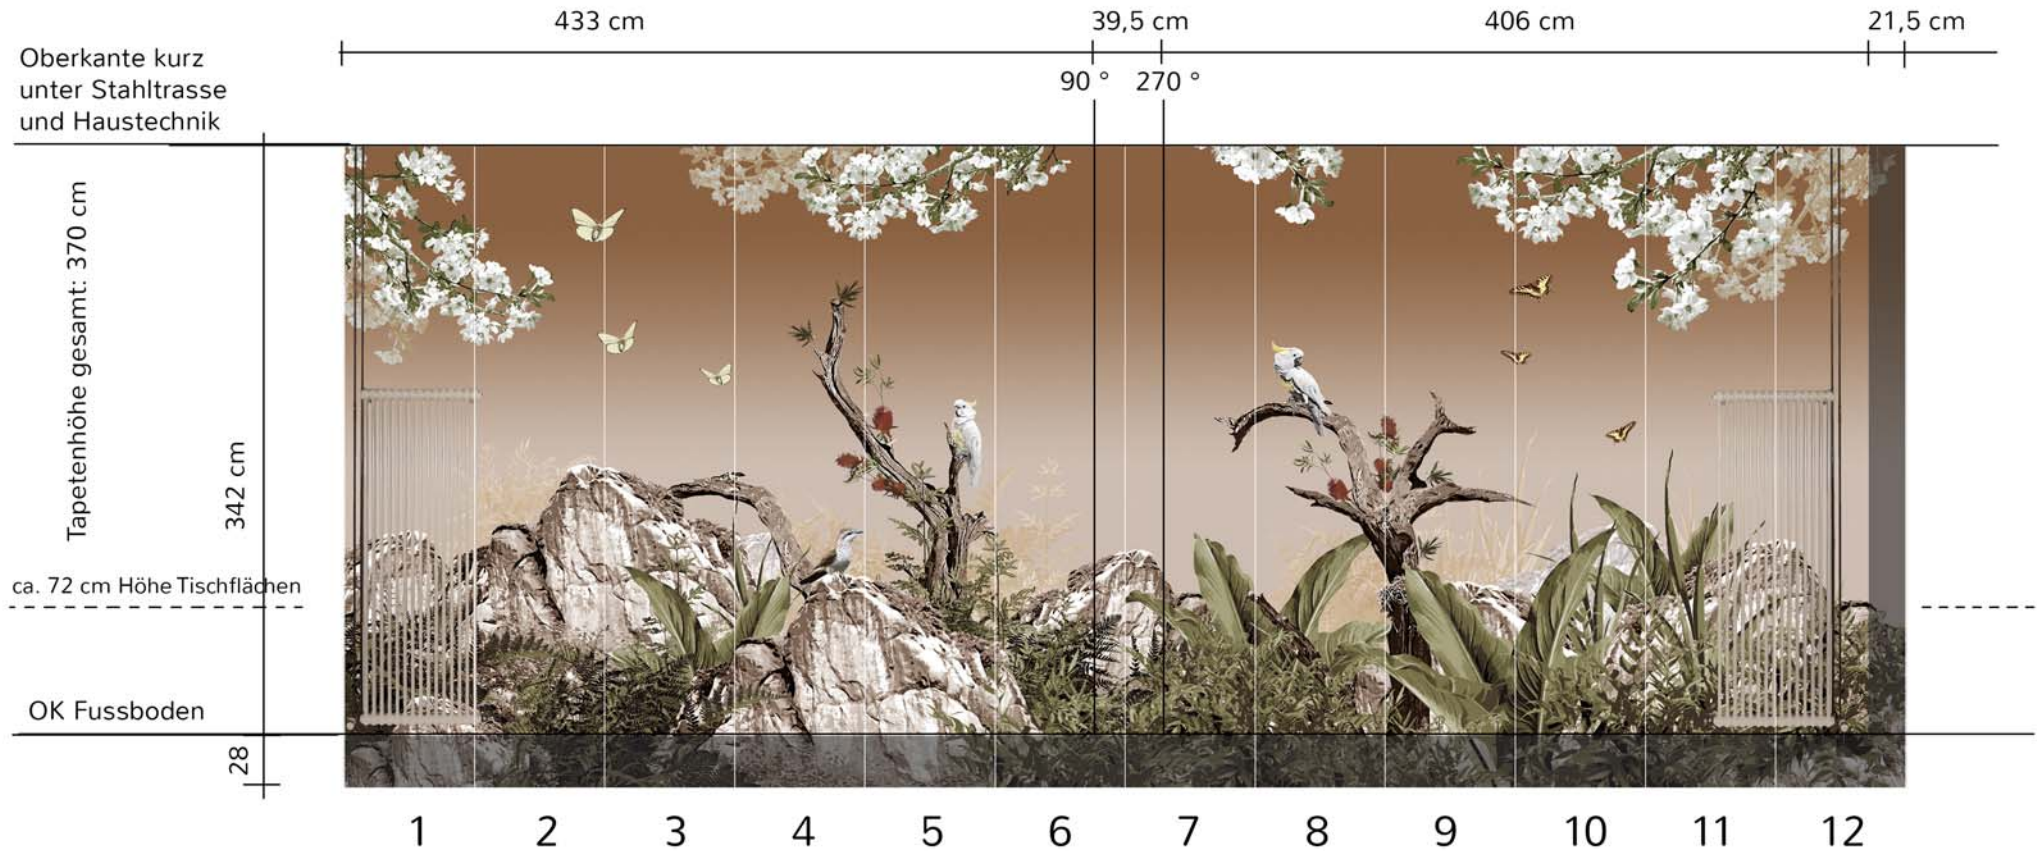 433 cm
39,5 cm
406 cm
21,5 cm
Oberkante kurz
unter Stahltrasse
und Haustechnik
90 °
270 °
Tapetenhöhe gesamt: 370 cm
342 cm
ca. 72 cm Höhe Tischflächen
OK Fussboden
28
1 2 3 4 5 6 7 8 9 10 11 12